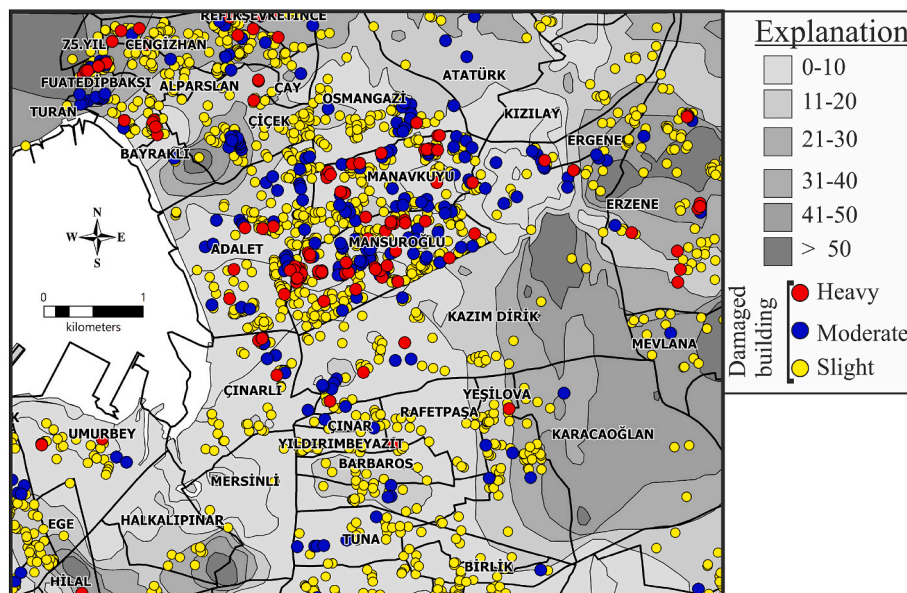 REFİKŞEVKETİNCE
75.YIL
CENGİZHAN
FUATEDİPBAKSI
ALPARSLAN
ÇAY
ATATÜRK
TURAN
OSMANGAZİ
ÇİÇEK
KIZILAY
BAYRAKLI
ERGENE
MANAVKUYU
ERZENE
N
W E
S
ADALET
MANSUROĞLU
0 1
kilometers
KAZIM DİRİK
MEVLANA
ÇINARLI
YEŞİLOVA
RAFETPAŞA
K
UMURBEY
ÇINAR
KARACAOĞLAN
YILDIRIMBEYAZIT
BARBAROS
MERSİNLİ
EGE
HALKALIPINAR
TUNA
BİRLİK
HİLAL
Explanation
0-10
11-20
21-30
31-40
41-50
> 50
Damaged
building
Heavy
Moderate
Slight